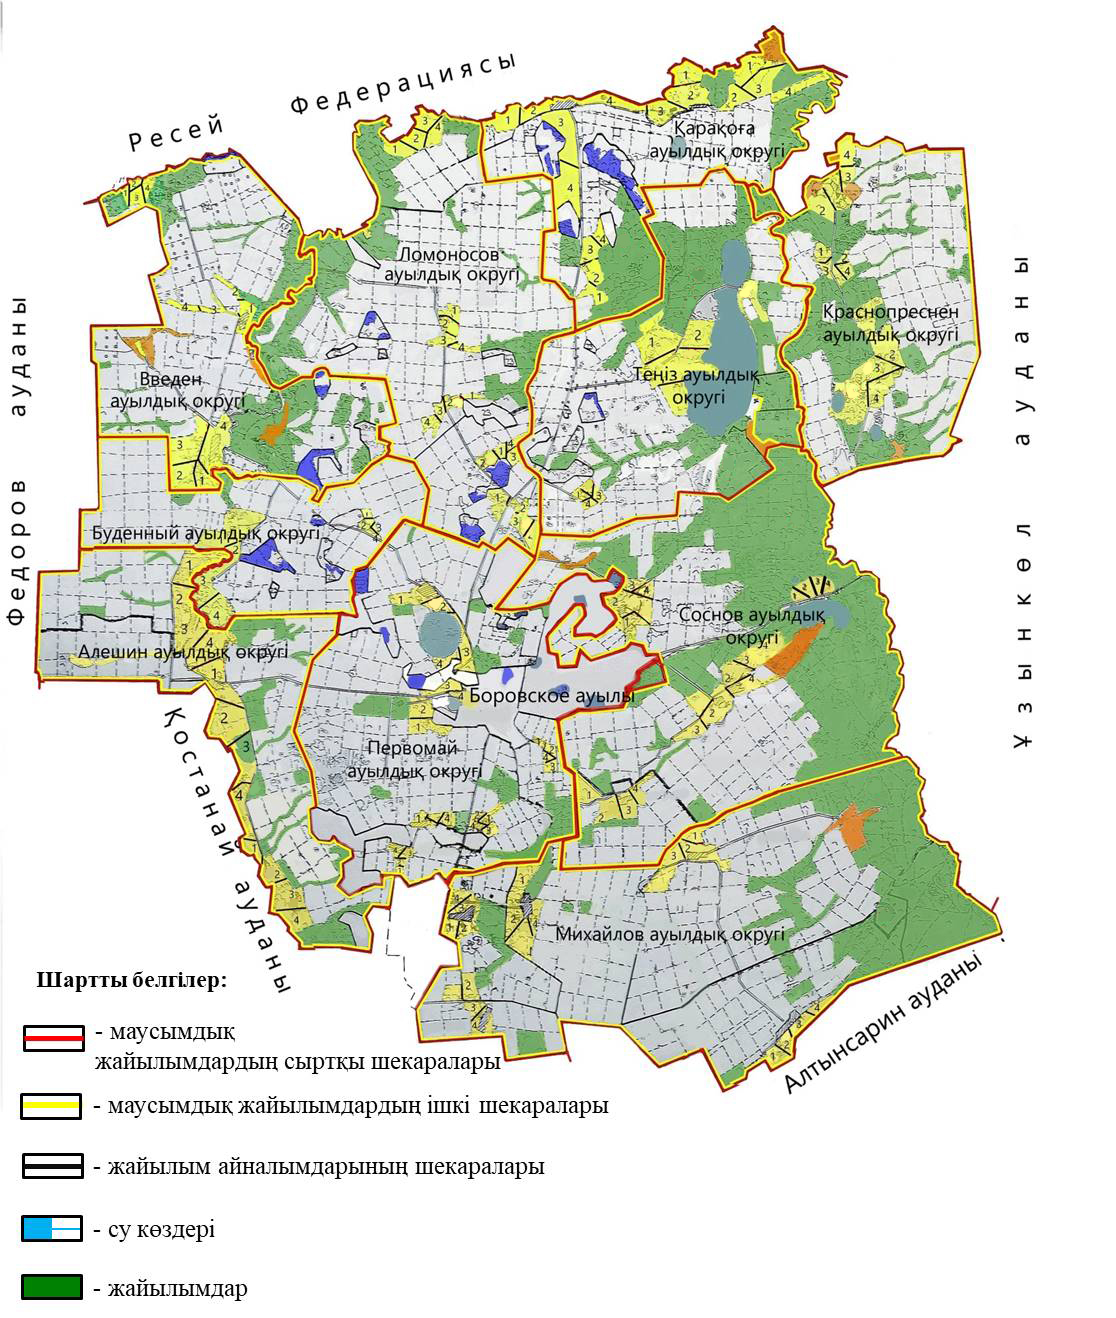 Ресей Федерациясы
Қарақоға
ауылдық округі
Ломоносов
ауылдық округі
Федоров ауданы
Ұзынкөл ауданы
Краснопреснен
ауылдық округі
Введен
ауылдық округі
Теңіз ауылдық
округі
Буденный ауылдық округі
Соснов ауылдық
округі
Алешин ауылдық округі
Боровское ауылы
Первомай
ауылдық округі
Қостанай ауданы
Михайлов ауылдық округі
Алтынсарин ауданы
Шартты белгілер:
- маусымдық
жайылымдардың сыртқы шекаралары
- маусымдық жайылымдардың ішкі шекаралары
- жайылым айналымдарының шекаралары
- су көздері
- жайылымдар